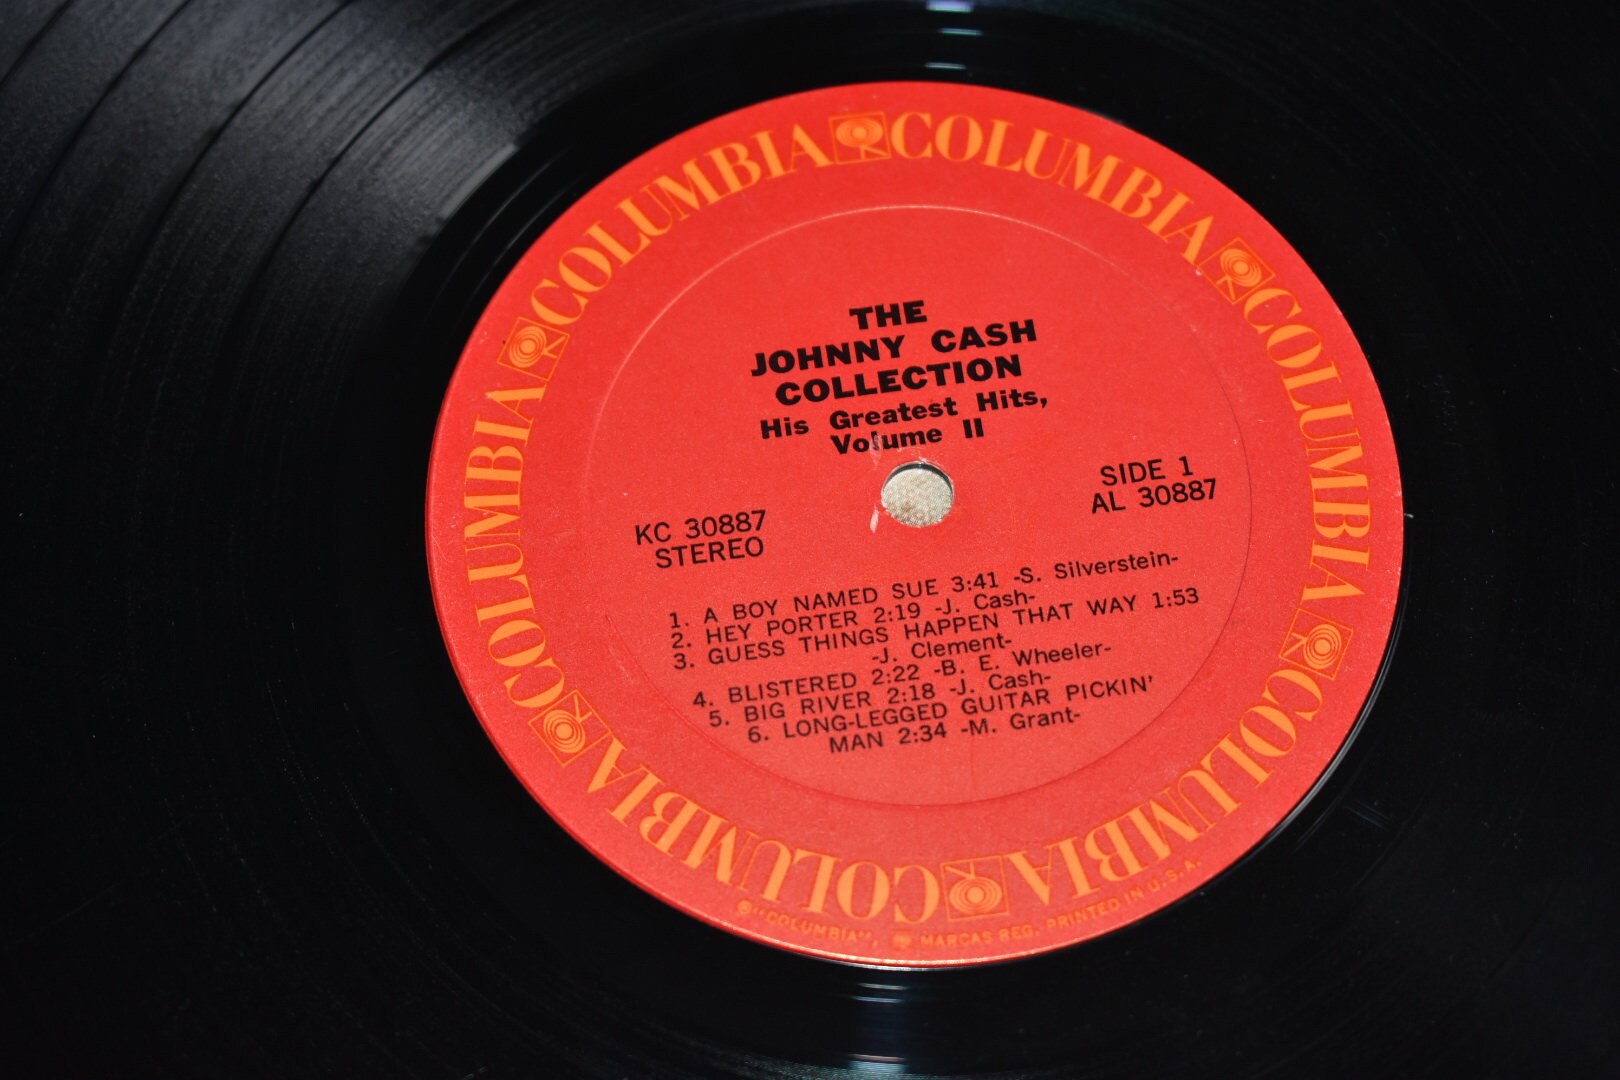 COLUMBIA COLUMBIA COLUMBIA COLUMBIA COLUMBIA COLUMBIA
THE
JOHNNY CASH
COLLECTION
His Greatest Hits,
Volume II
SIDE 1
AL 30887
KC 30887
STEREO
1. A BOY NAMED SUE 3:41 -S. Silverstein-
2. HEY PORTER 2:19 -J. Cash-
3. GUESS THINGS HAPPEN THAT WAY 1:53
-J. Clement-
4. BLISTERED 2:22 -B. E. Wheeler-
5. BIG RIVER 2:18 -J. Cash-
6. LONG-LEGGED GUITAR PICKIN'
MAN 2:34 -M. Grant-
® "COLUMBIA", MARCAS REG. PRINTED IN U.S.A.